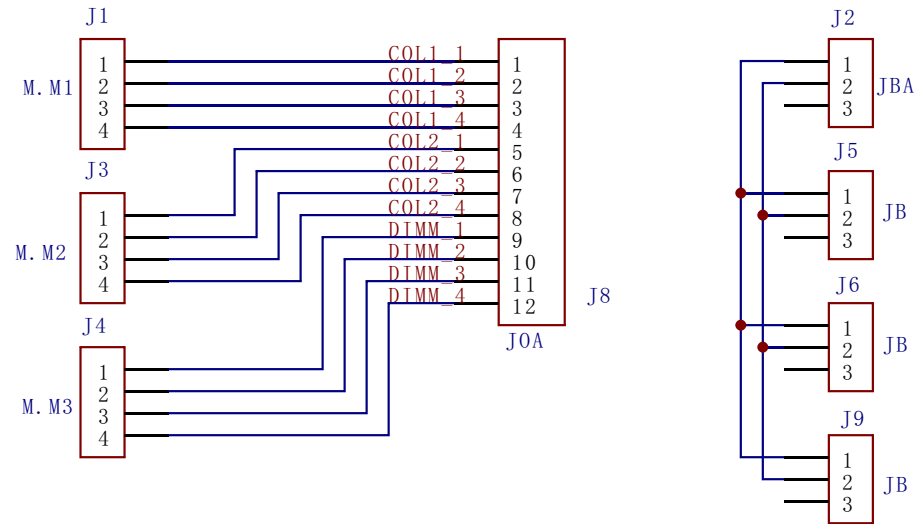 J1
1
2
3
4
M.M1
J3
1
2
3
4
M.M2
J4
1
2
3
4
M.M3
COL1_1
COL1_2
COL1_3
COL1_4
COL2_1
COL2_2
COL2_3
COL2_4
DIMM_1
DIMM_2
DIMM_3
DIMM_4
1
2
3
4
5
6
7
8
9
10
11
12
J8
JOA
J2
1
2
3
JBA
J5
1
2
3
JB
J6
1
2
3
JB
J9
1
2
3
JB